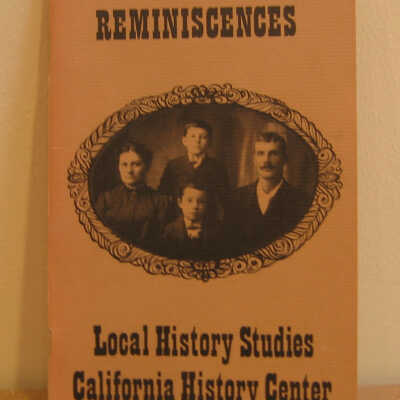 REMINISCENCES
Local History Studies
California History Center